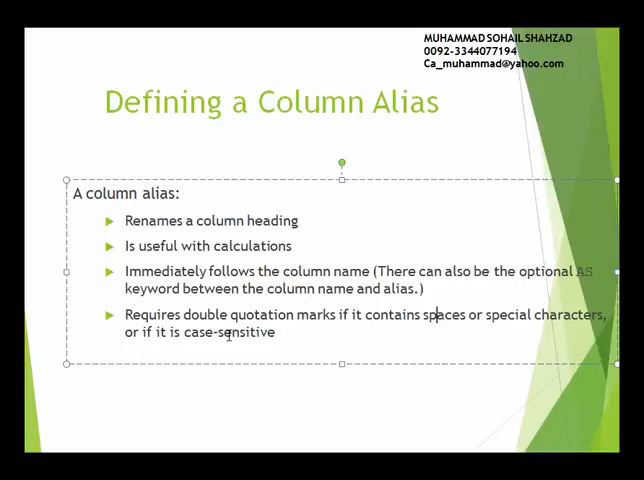 MUHAMMAD SOHAIL SHAHZAD
0092-3344077194
Ca_muhammad@yahoo.com
Defining a Column Alias
A column alias:
Renames a column heading
Is useful with calculations
Immediately follows the column name (There can also be the optional AS
keyword between the column name and alias.)
Requires double quotation marks if it contains spaces or special characters,
or if it is case-sensitive